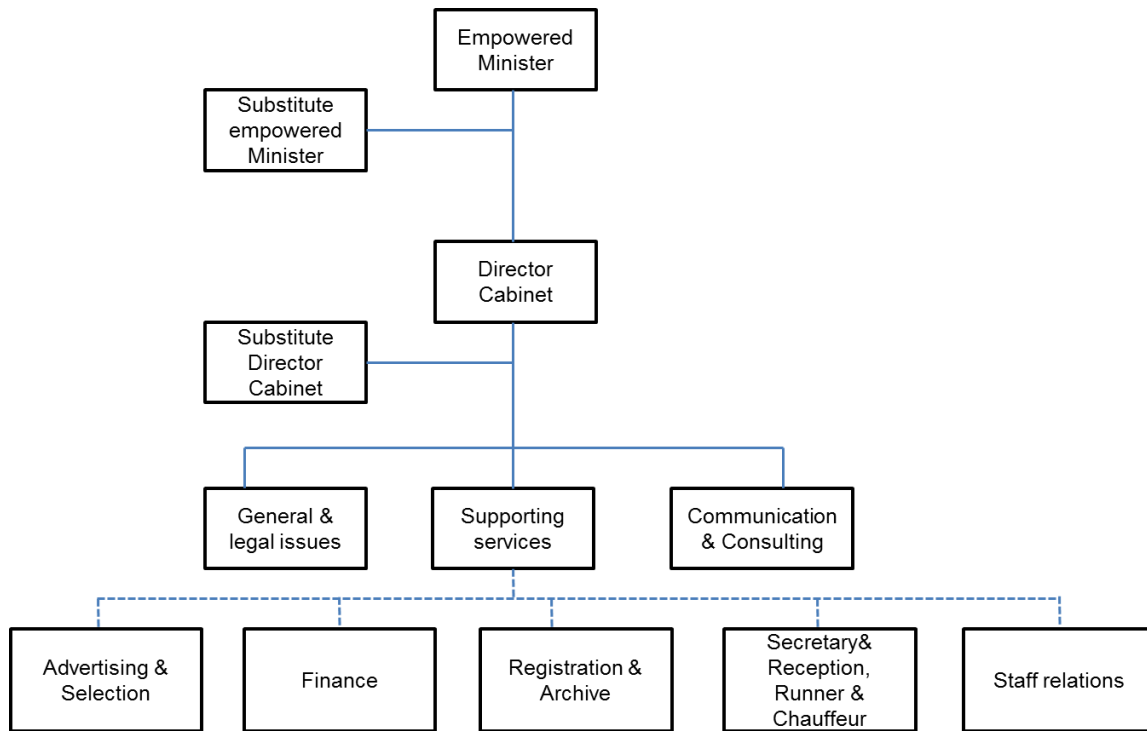 Empowered
Minister
Substitute
empowered
Minister
Director
Cabinet
Substitute
Director
Cabinet
General &
legal issues
Supporting
services
Communication
& Consulting
Advertising &
Selection
Finance
Registration &
Archive
Secretary&
Reception,
Runner &
Chauffeur
Staff relations